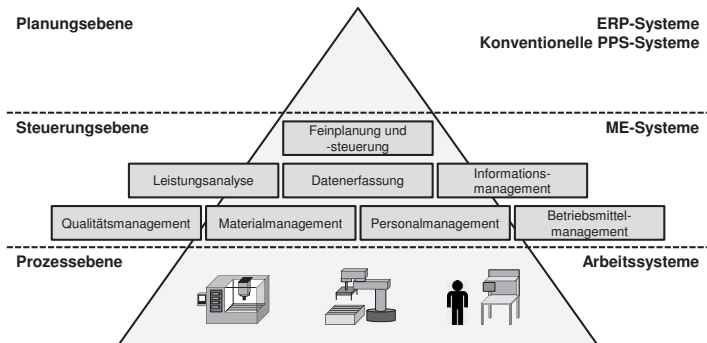 Planungsebene
ERP-Systeme
Konventionelle PPS-Systeme
Steuerungsebene
ME-Systeme
Feinplanung und
-steuerung
Leistungsanalyse
Datenerfassung
Informations-
management
Qualitätsmanagement
Materialmanagement
Personalmanagement
Betriebsmittel-
management
Prozessebene
Arbeitssysteme